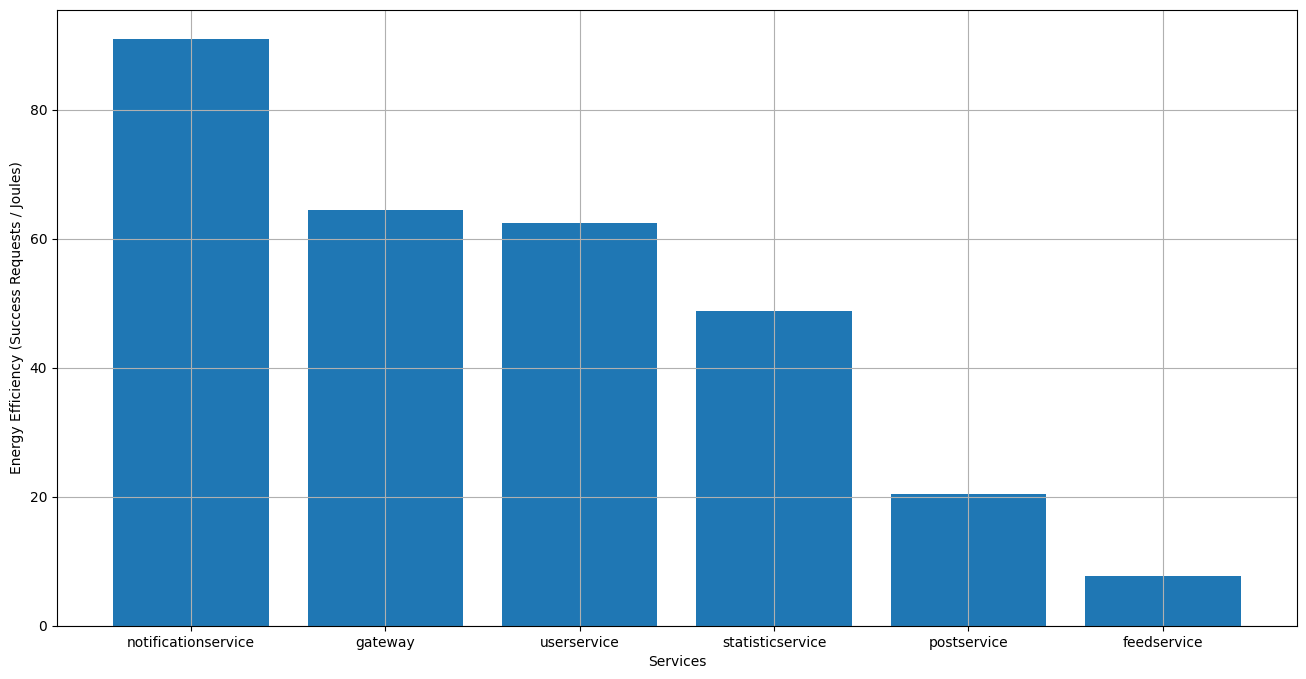 Energy Efficiency (Success Requests / Joules)
80
60
40
20
0
notificationservice
gateway
userservice
statisticservice
postservice
feedservice
Services